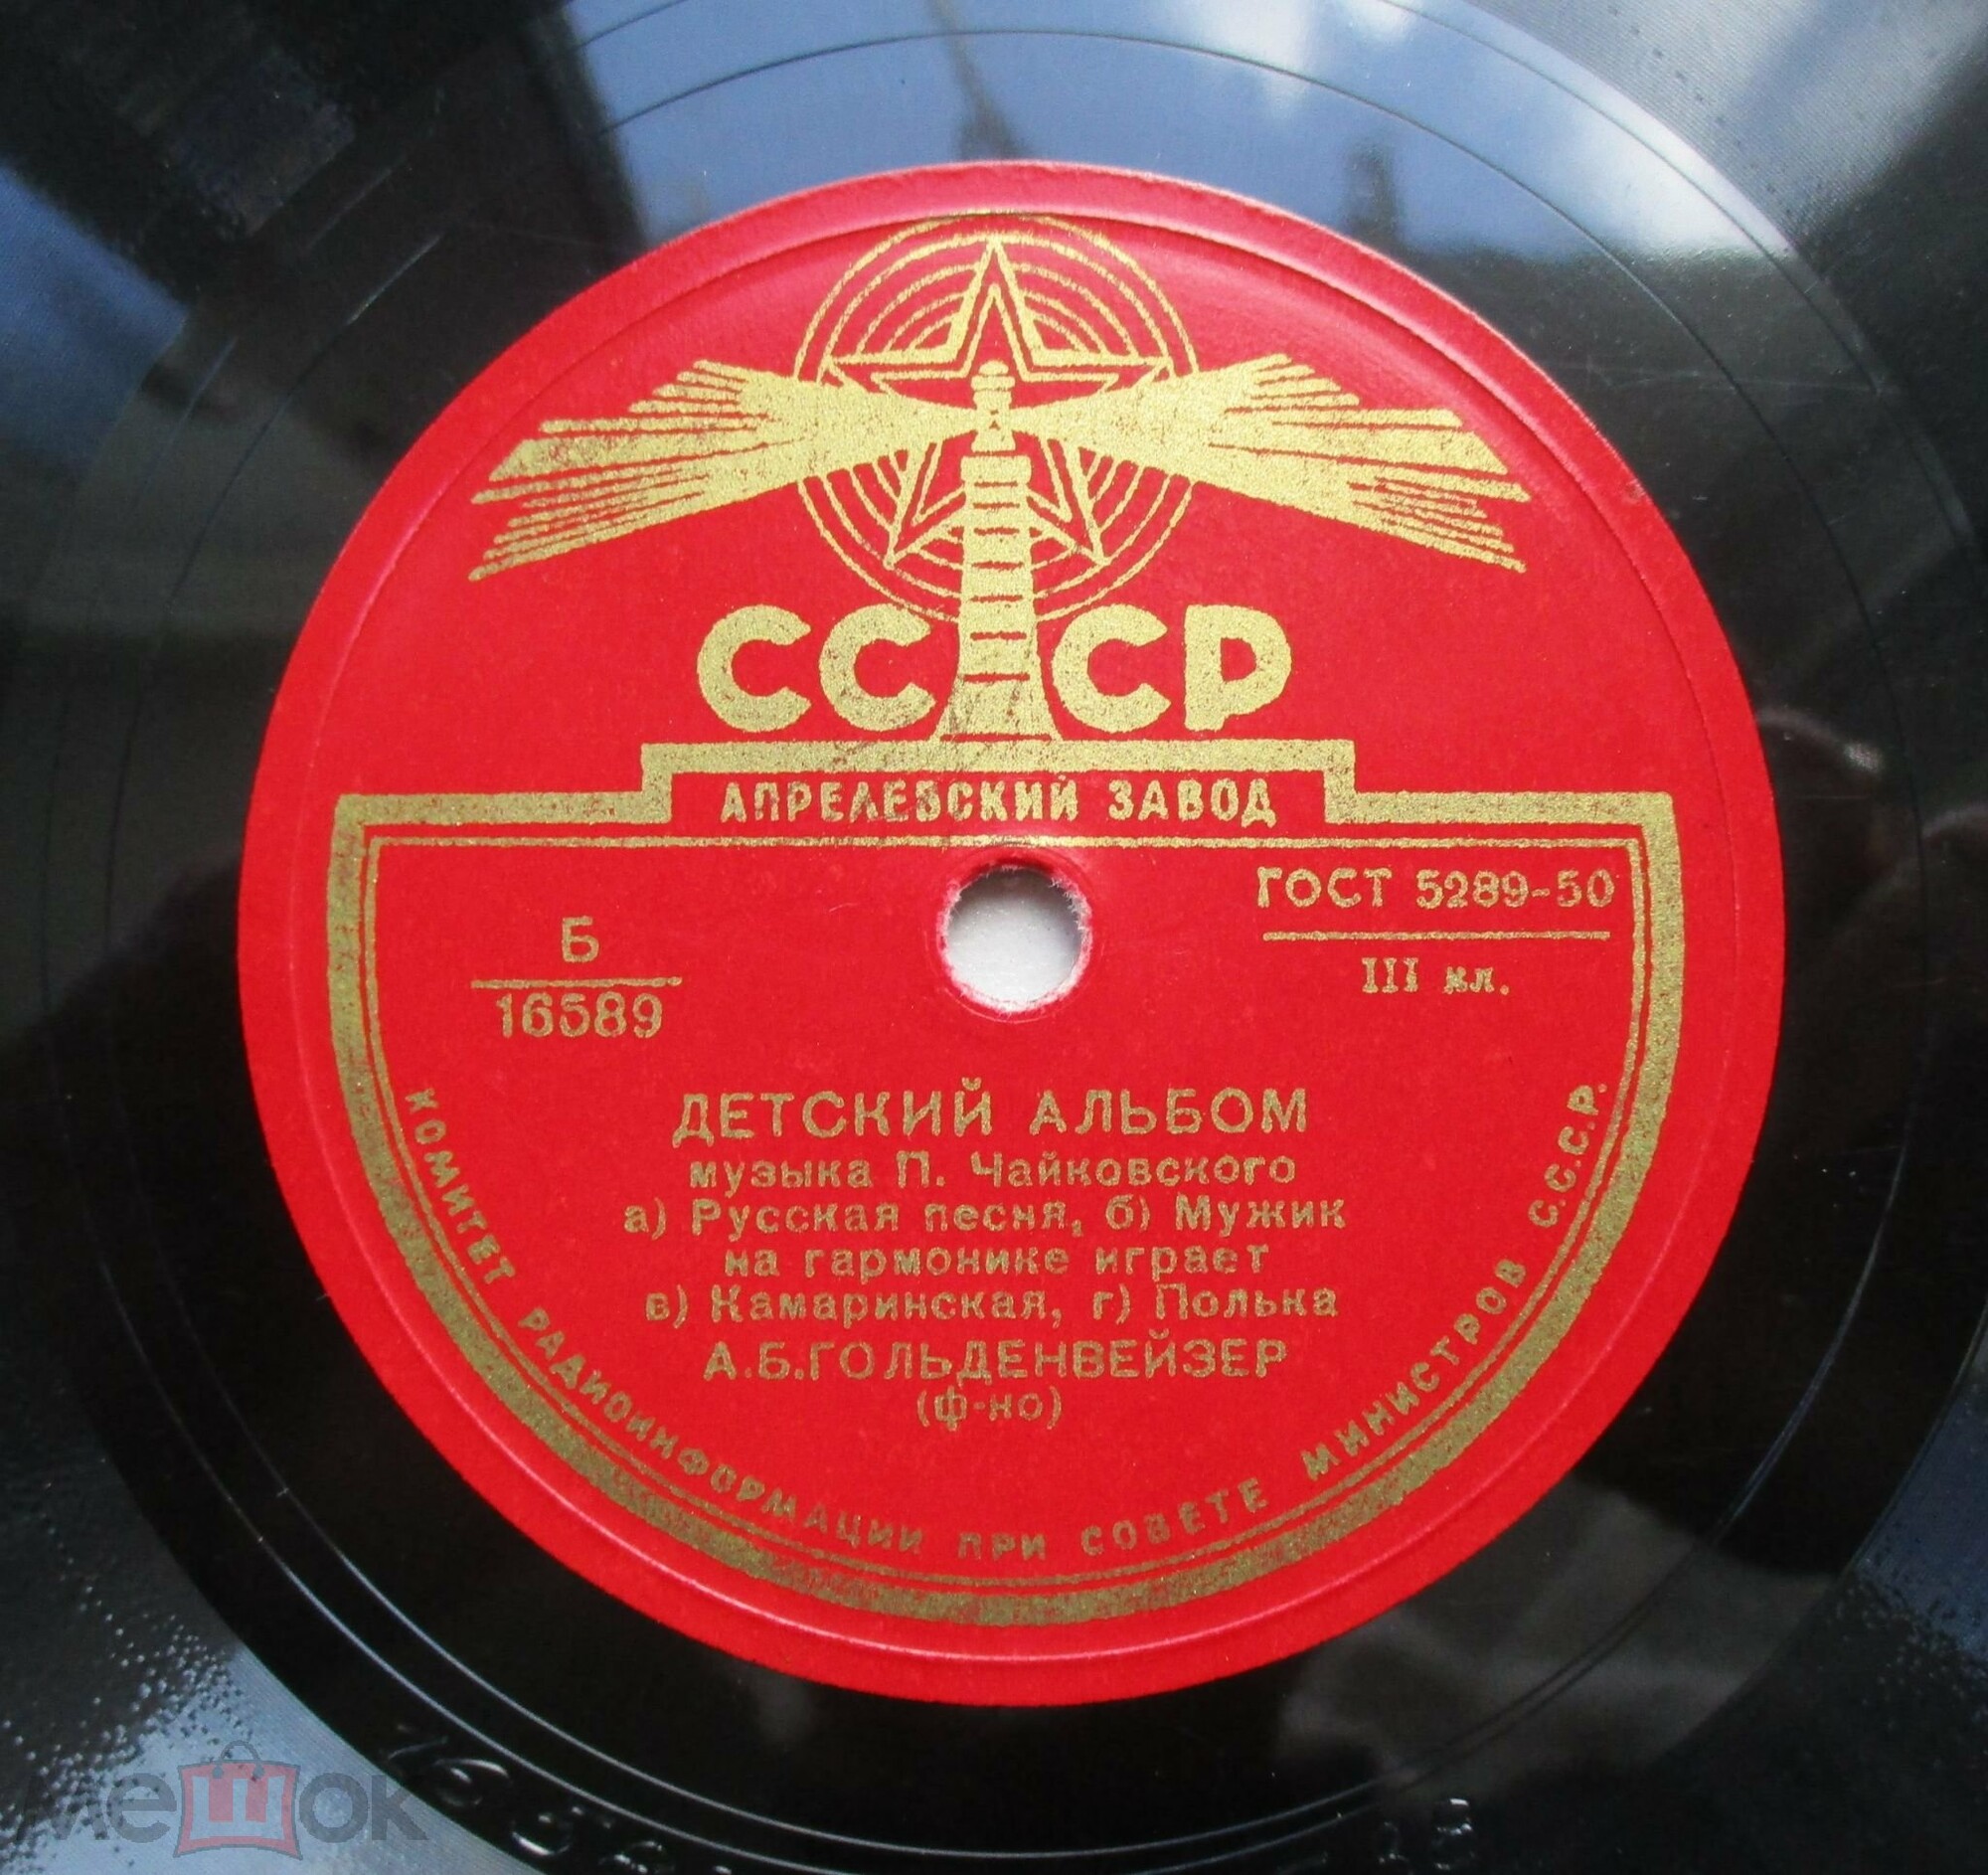 СССР
АПРЕЛЕВСКИЙ ЗАВОД
ГОСТ 5289-50
III кл.
Б
16589
ДЕТСКИЙ АЛЬБОМ
музыка П. Чайковского
а) Русская песня, б) Мужик
на гармонике играет
в) Камаринская, г) Полька
А.Б.ГОЛЬДЕНВЕЙЗЕР
(ф-но)
КОМИТЕТ РАДИОИНФОРМАЦИИ ПРИ СОВЕТЕ МИНИСТРОВ С.С.С.Р.
мешок